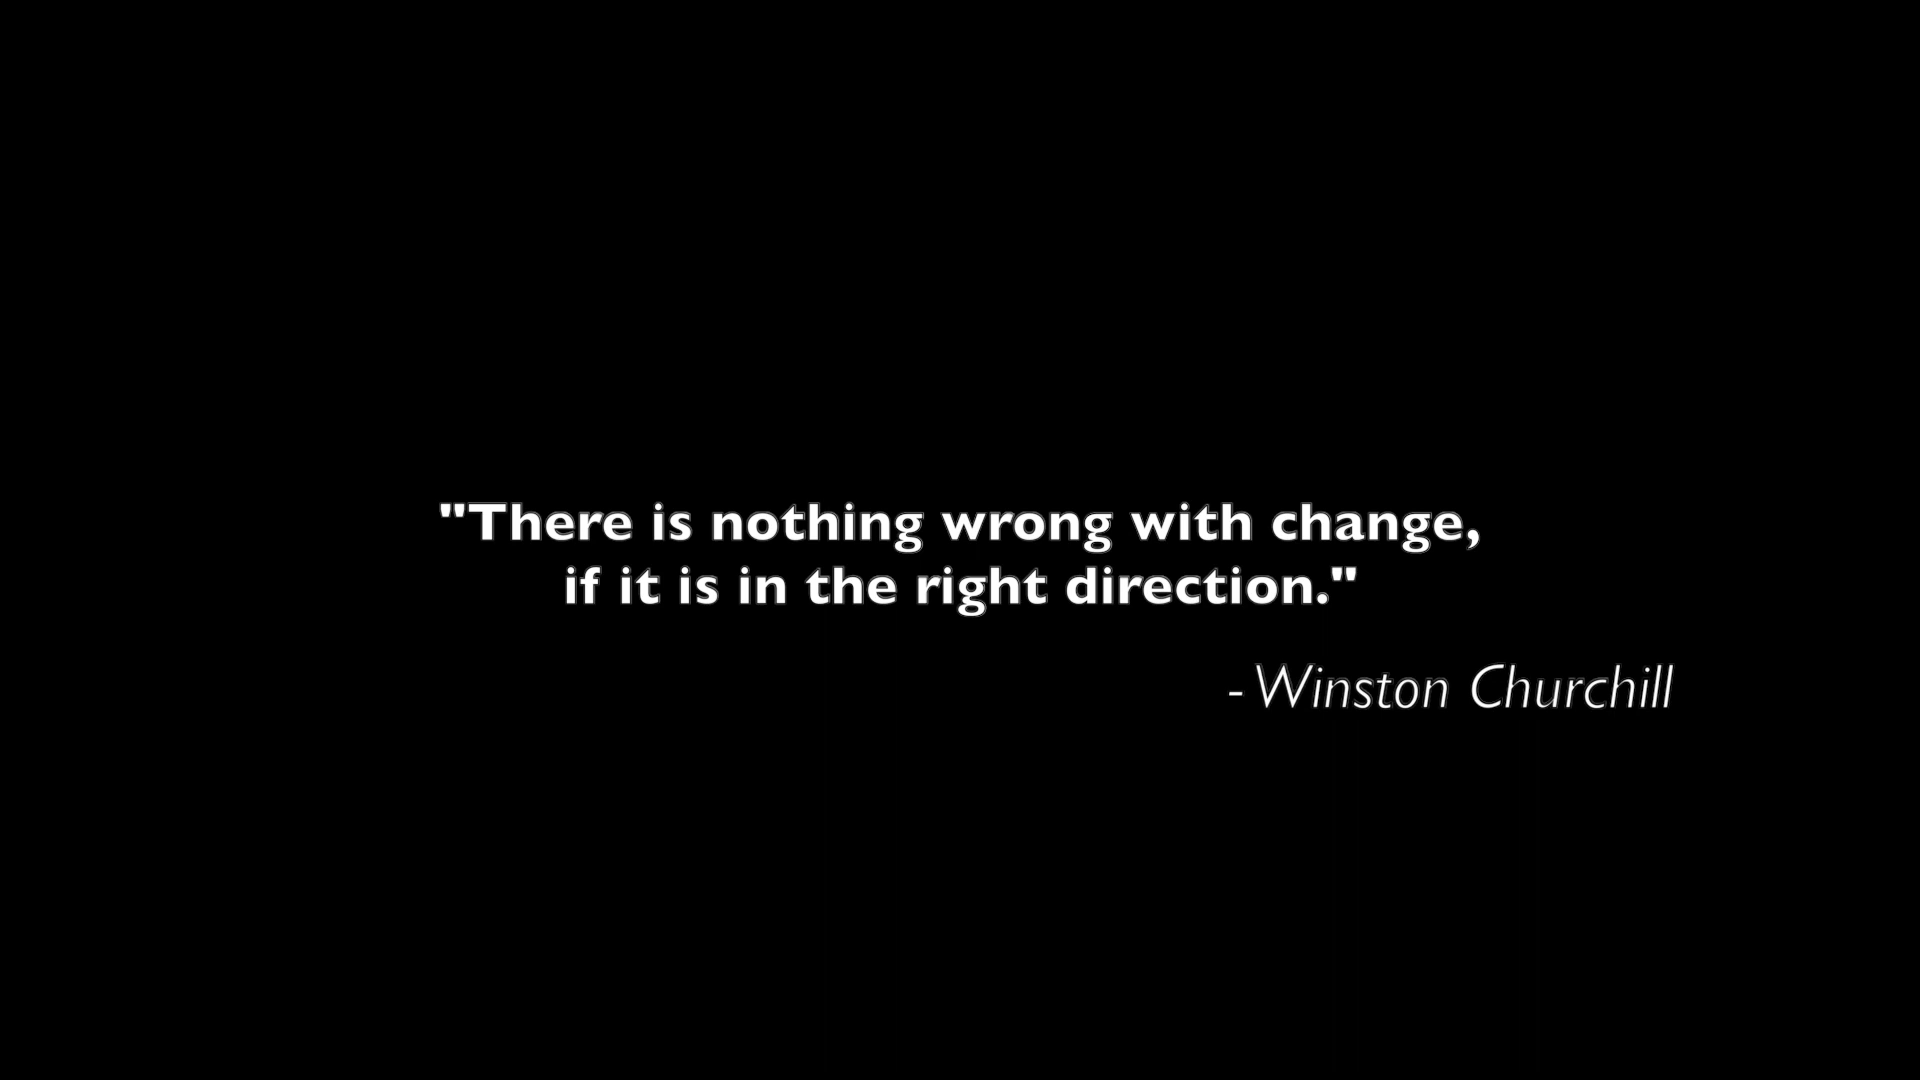 "There is nothing wrong with change,
if it is in the right direction."
- Winston Churchill